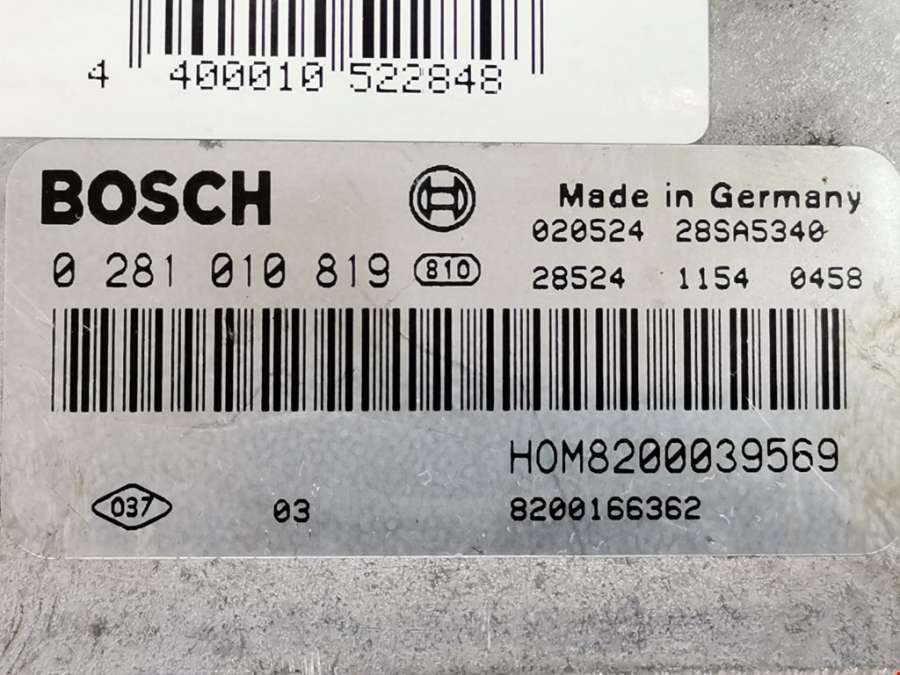 4 400010 522848
BOSCH
Made in Germany
020524 28SA5340
0 281 010 819 810
28524 1154 0458
HOM8200039569
037 03 8200166362